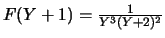 $F(Y+1) = \frac{1}{Y^3(Y+2)^2}$